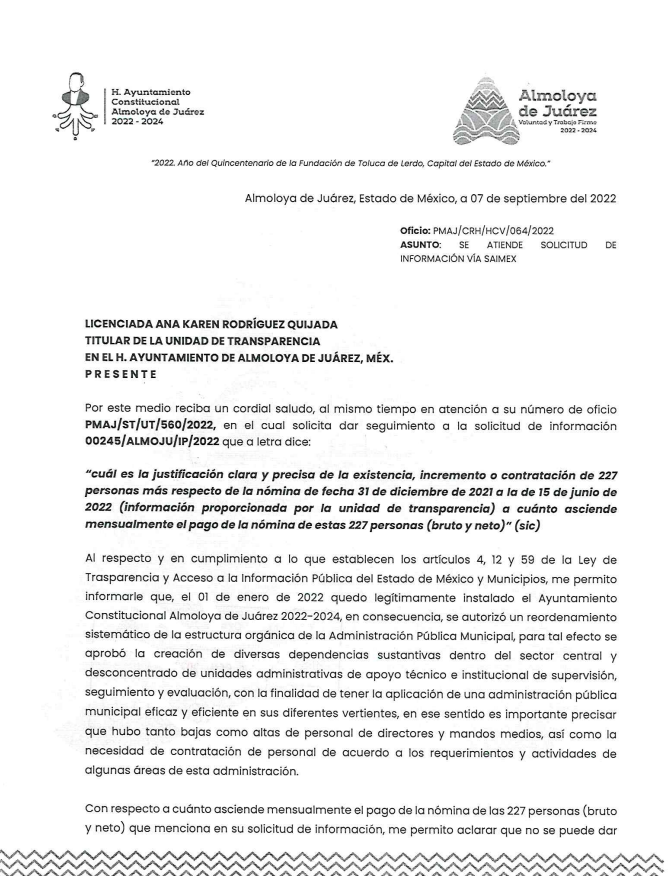 H. Ayuntamiento
Constitucional
Almoloya de Juárez
2022 - 2024
Almoloya
de Juárez
Voluntad y Trabajo Firme
2022 - 2024
"2022. Año del Quincentenario de la Fundación de Toluca de Lerdo, Capital del Estado de México."
Almoloya de Juárez, Estado de México, a 07 de septiembre del 2022
Oficio: PMAJ/CRH/HCV/064/2022
ASUNTO: SE ATIENDE SOLICITUD DE
INFORMACIÓN VÍA SAIMEX
LICENCIADA ANA KAREN RODRÍGUEZ QUIJADA
TITULAR DE LA UNIDAD DE TRANSPARENCIA
EN EL H. AYUNTAMIENTO DE ALMOLOYA DE JUÁREZ, MÉX.
P R E S E N T E
Por este medio reciba un cordial saludo, al mismo tiempo en atención a su número de oficio
PMAJ/ST/UT/560/2022, en el cual solicita dar seguimiento a la solicitud de información
00245/ALMOJU/IP/2022 que a letra dice:
"cuál es la justificación clara y precisa de la existencia, incremento o contratación de 227
personas más respecto de la nómina de fecha 31 de diciembre de 2021 a la de 15 de junio de
2022 (información proporcionada por la unidad de transparencia) a cuánto asciende
mensualmente el pago de la nómina de estas 227 personas (bruto y neto)" (sic)
Al respecto y en cumplimiento a lo que establecen los artículos 4, 12 y 59 de la Ley de
Trasparencia y Acceso a la Información Pública del Estado de México y Municipios, me permito
informarle que, el 01 de enero de 2022 quedo legítimamente instalado el Ayuntamiento
Constitucional Almoloya de Juárez 2022-2024, en consecuencia, se autorizó un reordenamiento
sistemático de la estructura orgánica de la Administración Pública Municipal, para tal efecto se
aprobó la creación de diversas dependencias sustantivas dentro del sector central y
desconcentrado de unidades administrativas de apoyo técnico e institucional de supervisión,
seguimiento y evaluación, con la finalidad de tener la aplicación de una administración pública
municipal eficaz y eficiente en sus diferentes vertientes, en ese sentido es importante precisar
que hubo tanto bajas como altas de personal de directores y mandos medios, así como la
necesidad de contratación de personal de acuerdo a los requerimientos y actividades de
algunas áreas de esta administración.
Con respecto a cuánto asciende mensualmente el pago de la nómina de las 227 personas (bruto
y neto) que menciona en su solicitud de información, me permito aclarar que no se puede dar